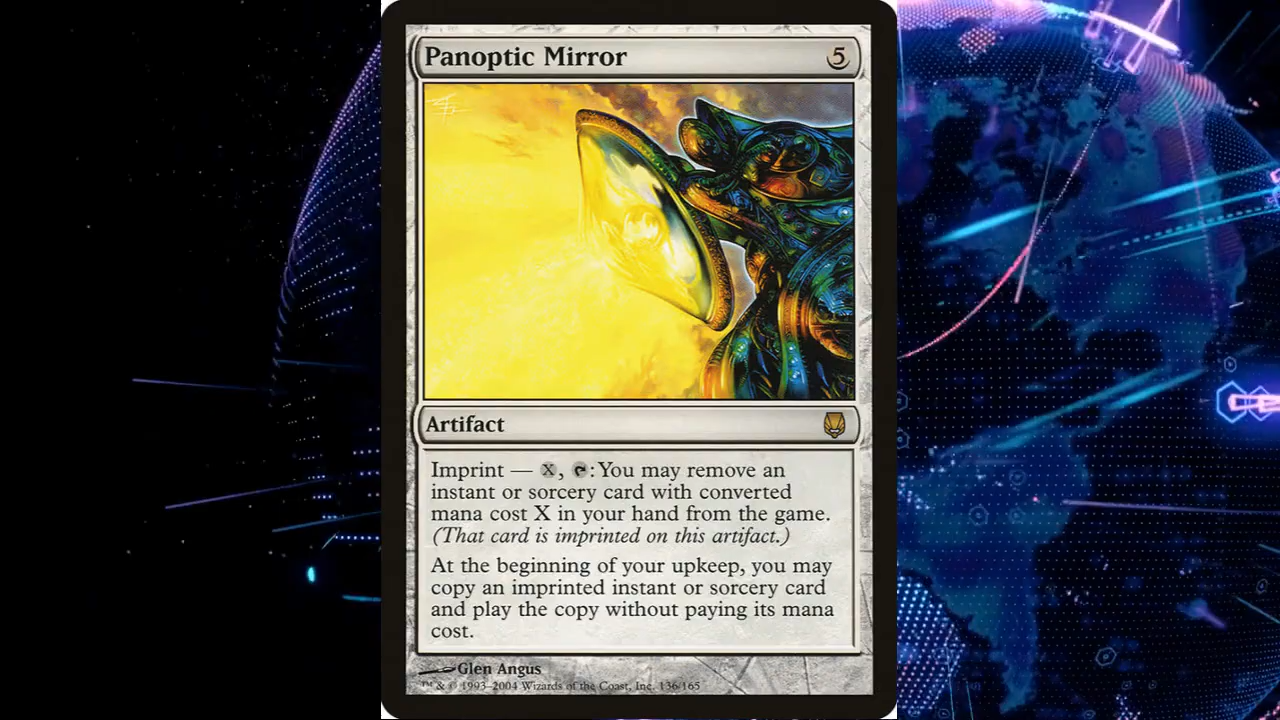 Panoptic Mirror 5
Artifact
Imprint — X, : You may remove an
instant or sorcery card with converted
mana cost X in your hand from the game.
(That card is imprinted on this artifact.)
At the beginning of your upkeep, you may
copy an imprinted instant or sorcery card
and play the copy without paying its mana
cost.
Glen Angus
™ & © 1993–2004 Wizards of the Coast, Inc. 136/165